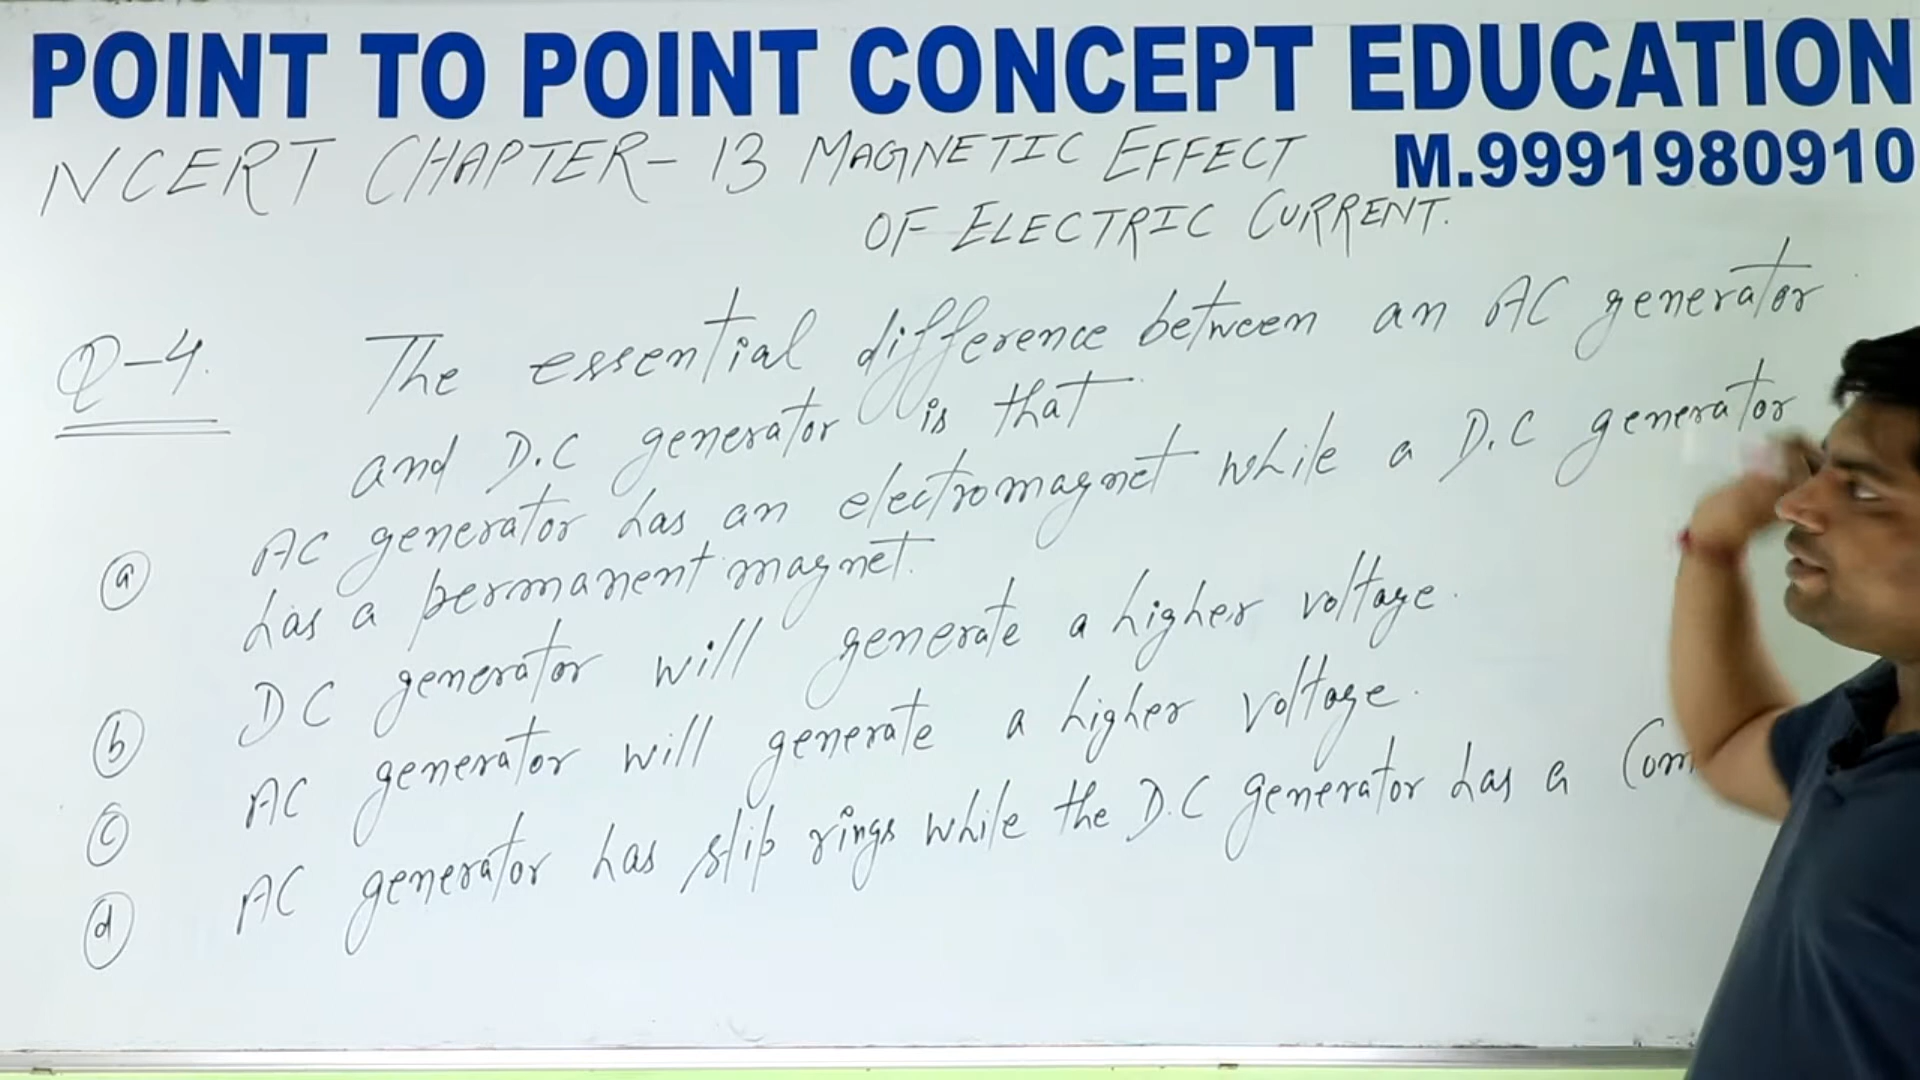 POINT TO POINT CONCEPT EDUCATION
M.9991980910
NCERT CHAPTER-13 MAGNETIC EFFECT
OF ELECTRIC CURRENT.
Q-4. The essential difference between an AC generator
and D.C generator is that
(a) AC generator has an electromagnet while a D.C generator
has a permanent magnet.
(b) DC generator will generate a higher voltage.
(c) AC generator will generate a higher voltage.
(d) AC generator has slip rings while the D.C generator has a